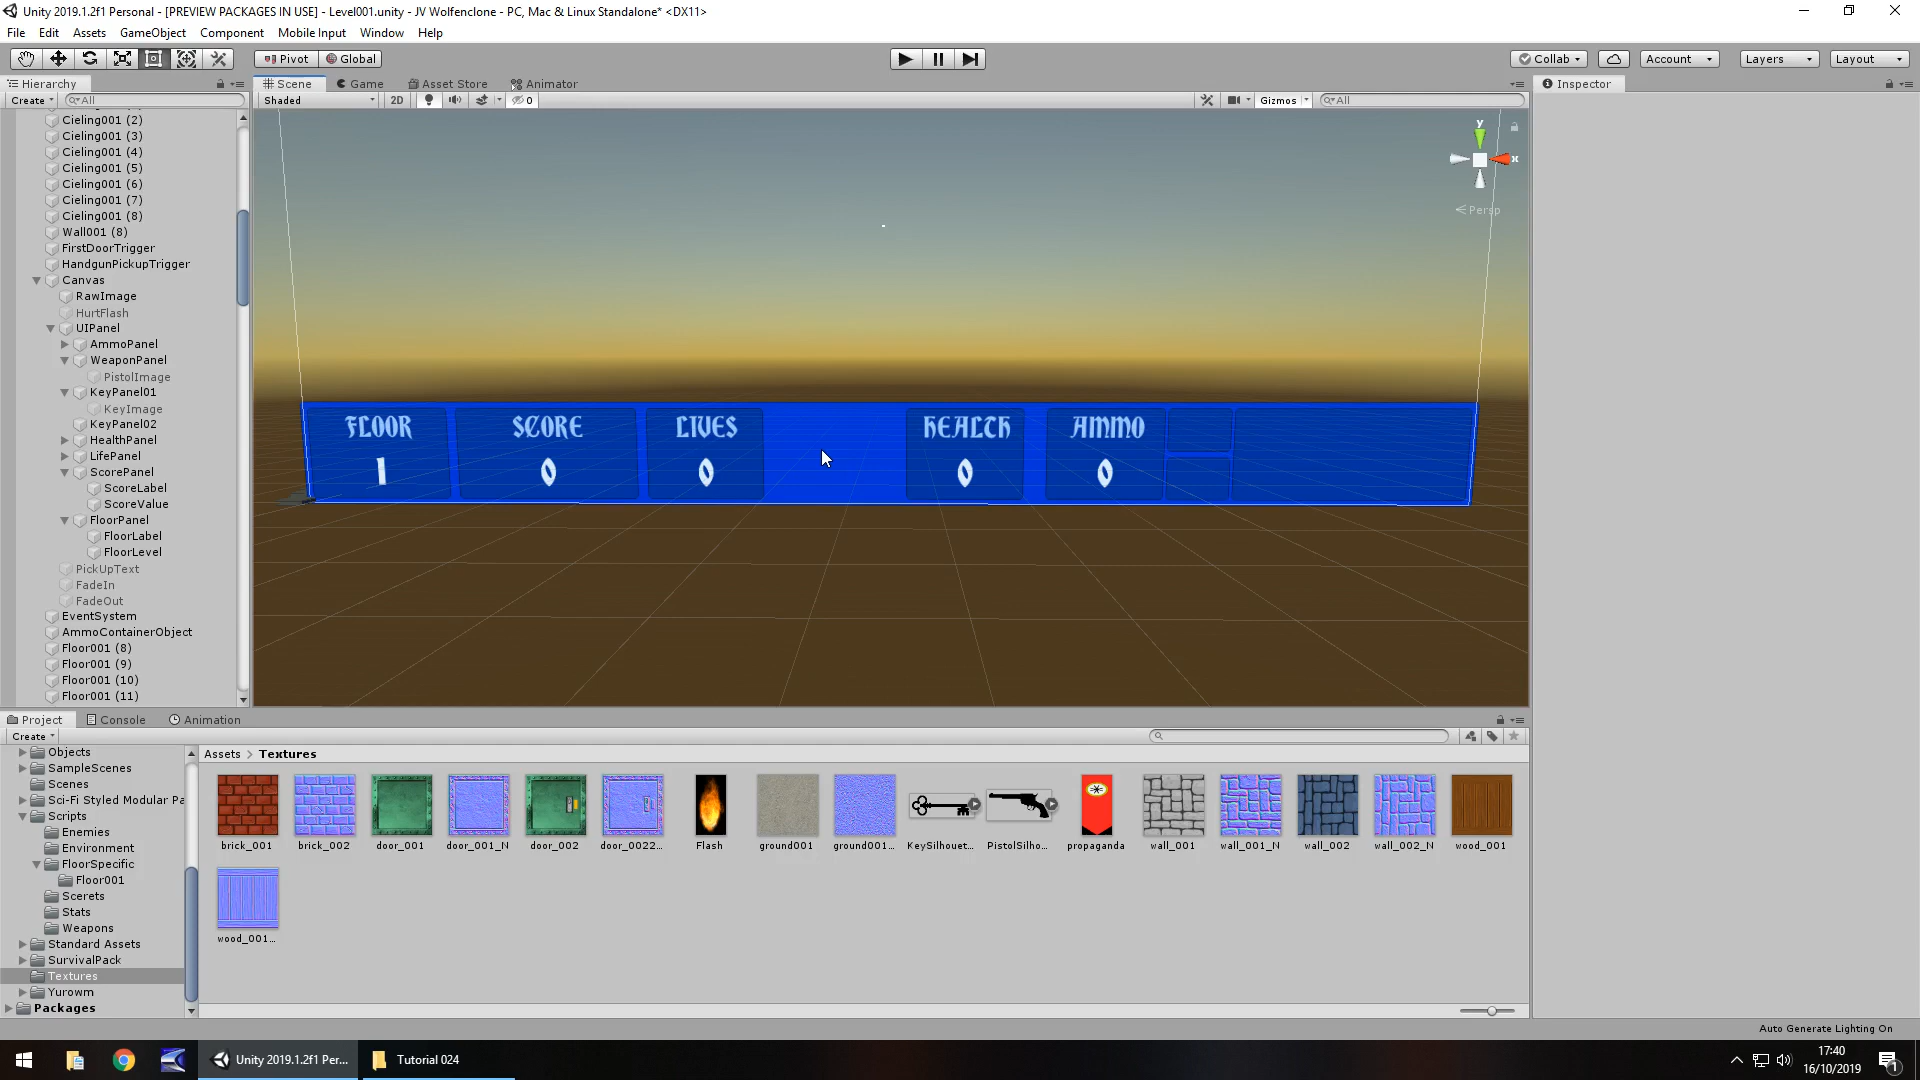 Unity 2019.1.2f1 Personal - [PREVIEW PACKAGES IN USE] - Level001.unity - JV Wolfenclone - PC, Mac & Linux Standalone* <DX11>
File Edit Assets GameObject Component Mobile Input Window Help
Pivot Global Collab Account Layers Layout
Hierarchy Scene Game Asset Store Animator Inspector
Create All Shaded 2D 0 Gizmos All
Cieling001 (2)
Cieling001 (3)
Cieling001 (4)
Cieling001 (5)
Cieling001 (6)
Cieling001 (7)
Cieling001 (8)
Wall001 (8)
FirstDoorTrigger
HandgunPickupTrigger
Canvas
RawImage
HurtFlash
UIPanel
AmmoPanel
WeaponPanel
PistolImage
KeyPanel01
KeyImage
KeyPanel02
HealthPanel
LifePanel
ScorePanel
ScoreLabel
ScoreValue
FloorPanel
FloorLabel
FloorLevel
PickUpText
FadeIn
FadeOut
EventSystem
AmmoContainerObject
Floor001 (8)
Floor001 (9)
Floor001 (10)
Floor001 (11)
y
x
Persp
FLOOR SCORE LIVES HEALTH AMMO
1 0 0 0 0
Project Console Animation
Create
Objects
SampleScenes
Scenes
Sci-Fi Styled Modular Pa
Scripts
Enemies
Environment
FloorSpecific
Floor001
Scerets
Stats
Weapons
Standard Assets
SurvivalPack
Textures
Yurowm
Packages
Assets > Textures
brick_001 brick_002 door_001 door_001_N door_002 door_0022... Flash ground001 ground001... KeySilhouet... PistolSilho... propaganda wall_001 wall_001_N wall_002 wall_002_N wood_001
wood_001...
Auto Generate Lighting On
Unity 2019.1.2f1 Per... Tutorial 024
17:40
16/10/2019
1